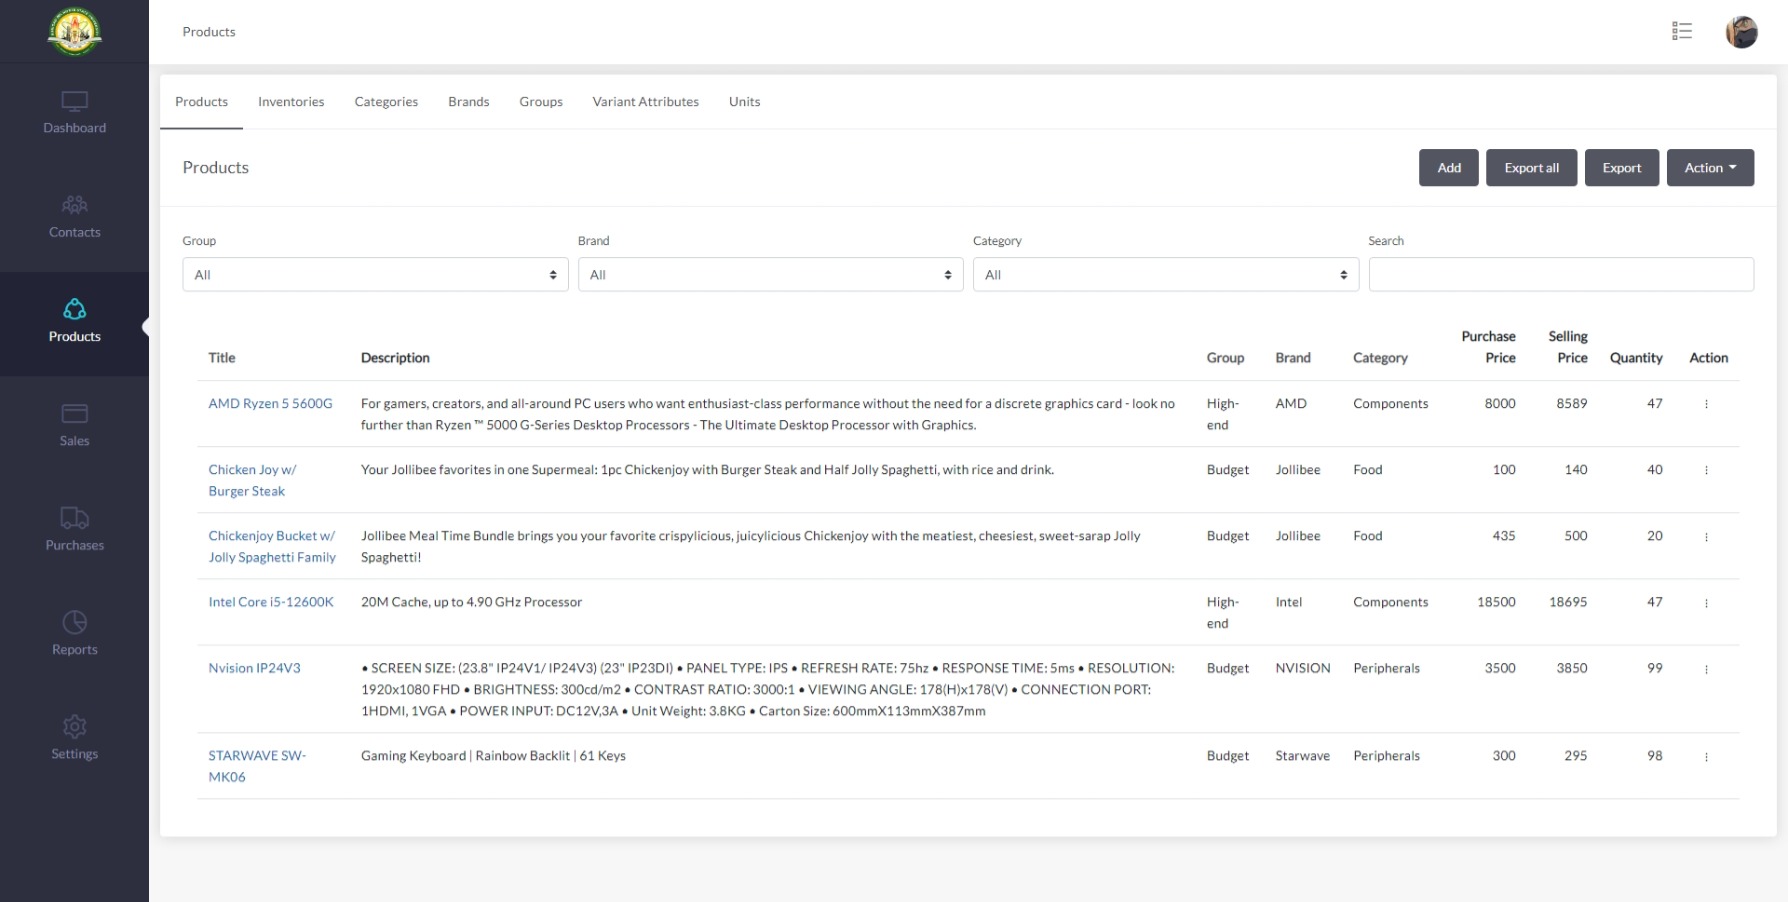 Products
Dashboard
Contacts
Products
Sales
Purchases
Reports
Settings
Products Inventories Categories Brands Groups Variant Attributes Units
Products
Add Export all Export Action
Group Brand Category Search
All All All
Title Description Group Brand Category Purchase Price Selling Price Quantity Action
AMD Ryzen 5 5600G For gamers, creators, and all-around PC users who want enthusiast-class performance without the need for a discrete graphics card - look no High- AMD Components 8000 8589 47
further than Ryzen ™ 5000 G-Series Desktop Processors - The Ultimate Desktop Processor with Graphics. end
Chicken Joy w/ Your Jollibee favorites in one Supermeal: 1pc Chickenjoy with Burger Steak and Half Jolly Spaghetti, with rice and drink. Budget Jollibee Food 100 140 40
Burger Steak
Chickenjoy Bucket w/ Jollibee Meal Time Bundle brings you your favorite crispylicious, juicylicious Chickenjoy with the meatiest, cheesiest, sweet-sarap Jolly Budget Jollibee Food 435 500 20
Jolly Spaghetti Family Spaghetti!
Intel Core i5-12600K 20M Cache, up to 4.90 GHz Processor High- Intel Components 18500 18695 47
end
Nvision IP24V3 • SCREEN SIZE: (23.8" IP24V1/ IP24V3) (23" IP23DI) • PANEL TYPE: IPS • REFRESH RATE: 75hz • RESPONSE TIME: 5ms • RESOLUTION: Budget NVISION Peripherals 3500 3850 99
1920x1080 FHD • BRIGHTNESS: 300cd/m2 • CONTRAST RATIO: 3000:1 • VIEWING ANGLE: 178(H)x178(V) • CONNECTION PORT:
1HDMI, 1VGA • POWER INPUT: DC12V,3A • Unit Weight: 3.8KG • Carton Size: 600mmX113mmX387mm
STARWAVE SW- Gaming Keyboard | Rainbow Backlit | 61 Keys Budget Starwave Peripherals 300 295 98
MK06